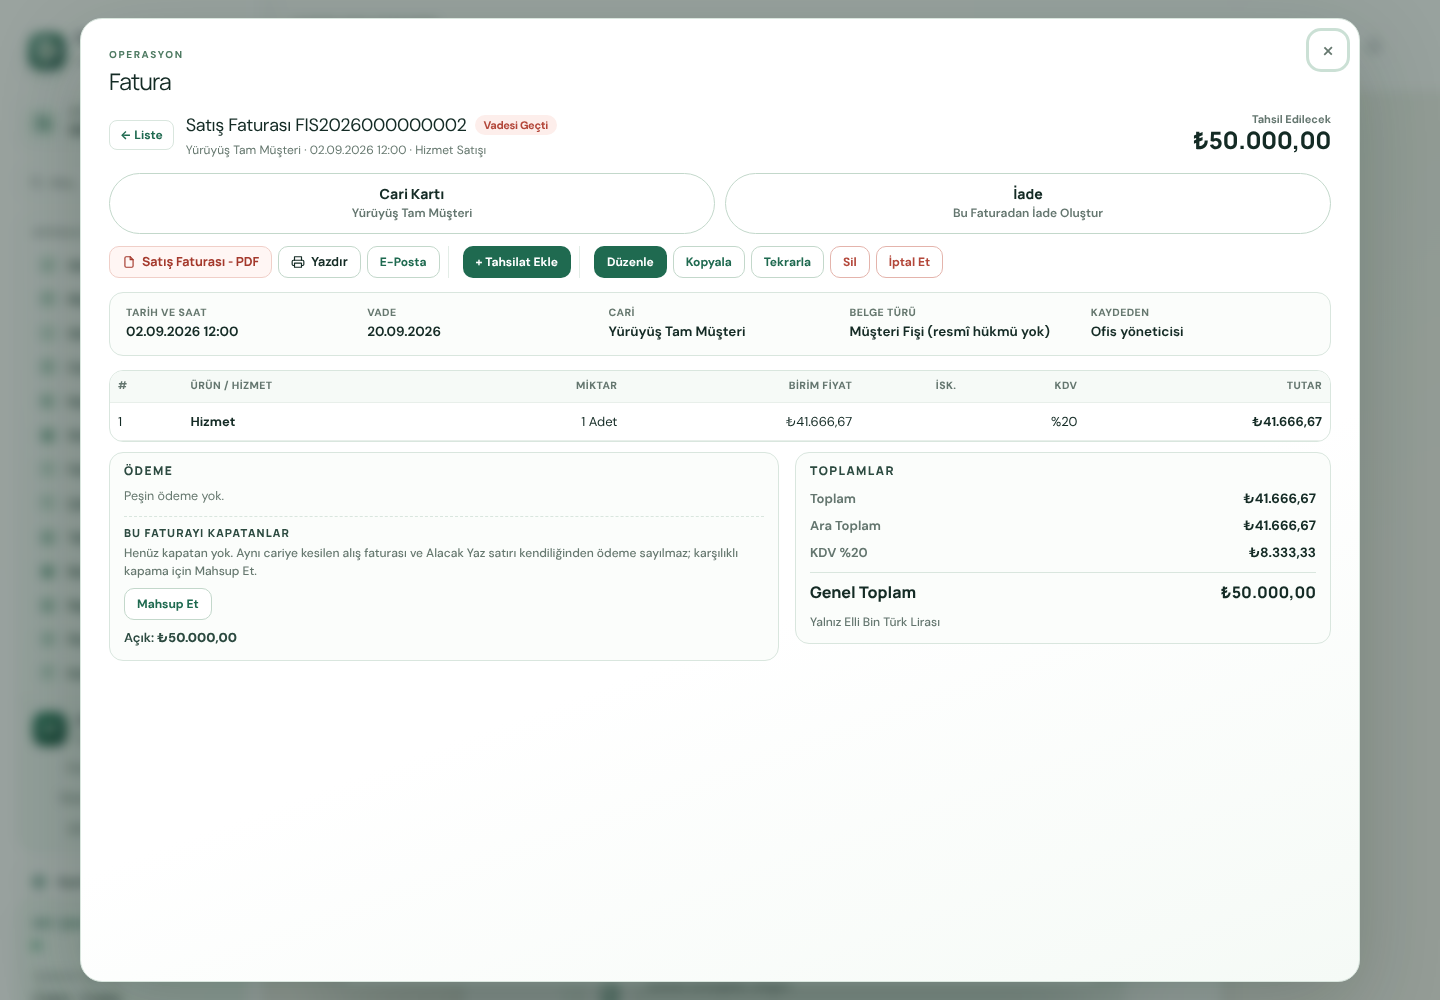 OPERASYON
Fatura
← Liste
Satış Faturası FIS2026000000002 Vadesi Geçti
Yürüyüş Tam Müşteri · 02.09.2026 12:00 · Hizmet Satışı
Tahsil Edilecek
₺50.000,00
Cari Kartı
Yürüyüş Tam Müşteri
İade
Bu Faturadan İade Oluştur
Satış Faturası - PDF Yazdır E-Posta + Tahsilat Ekle Düzenle Kopyala Tekrarla Sil İptal Et
TARİH VE SAAT VADE CARİ BELGE TÜRÜ KAYDEDEN
02.09.2026 12:00 20.09.2026 Yürüyüş Tam Müşteri Müşteri Fişi (resmî hükmü yok) Ofis yöneticisi
# ÜRÜN / HİZMET MİKTAR BİRİM FİYAT İSK. KDV TUTAR
1 Hizmet 1 Adet ₺41.666,67 %20 ₺41.666,67
ÖDEME
Peşin ödeme yok.
BU FATURAYI KAPATANLAR
Henüz kapatan yok. Aynı cariye kesilen alış faturası ve Alacak Yaz satırı kendiliğinden ödeme sayılmaz; karşılıklı
kapama için Mahsup Et.
Mahsup Et
Açık: ₺50.000,00
TOPLAMLAR
Toplam ₺41.666,67
Ara Toplam ₺41.666,67
KDV %20 ₺8.333,33
Genel Toplam ₺50.000,00
Yalnız Elli Bin Türk Lirası